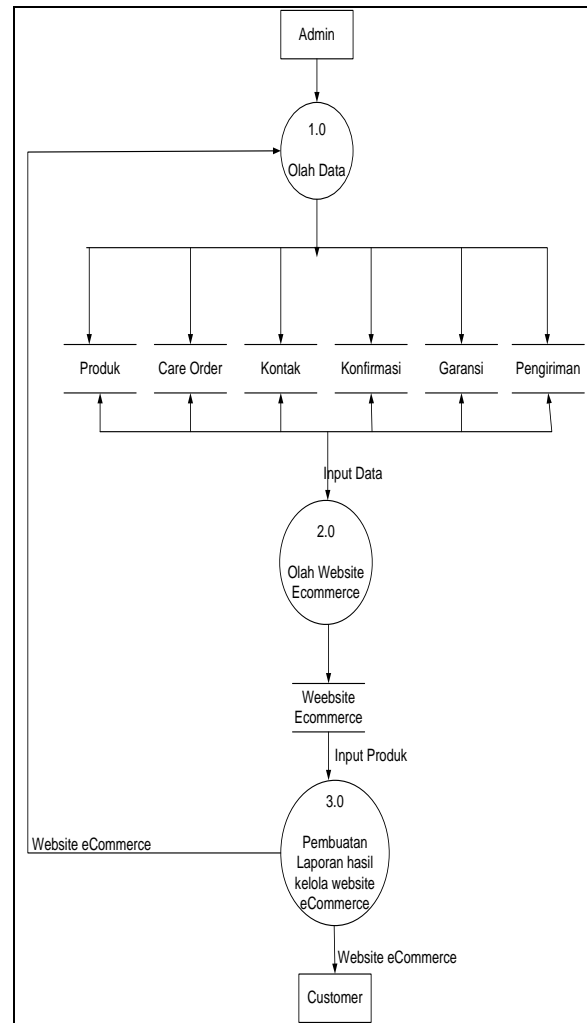 Admin
1.0
Olah Data
Produk
Care Order
Kontak
Konfirmasi
Garansi
Pengiriman
Input Data
2.0
Olah Website
Ecommerce
Weebsite
Ecommerce
Input Produk
3.0
Pembuatan
Laporan hasil
kelola website
eCommerce
Website eCommerce
Website eCommerce
Customer